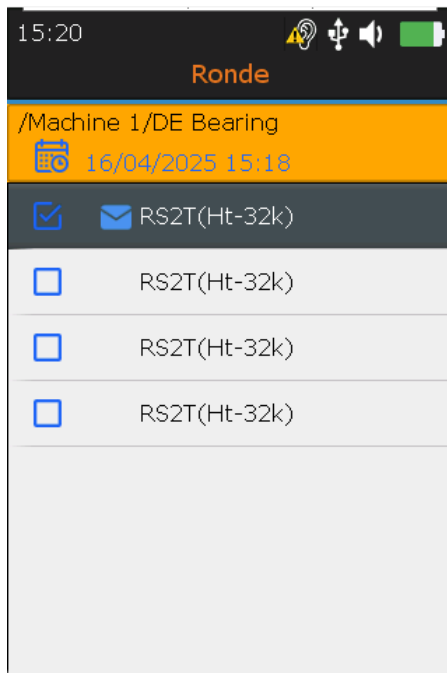 15:20
Ronde
/Machine 1/DE Bearing
16/04/2025 15:18
RS2T(Ht-32k)
RS2T(Ht-32k)
RS2T(Ht-32k)
RS2T(Ht-32k)